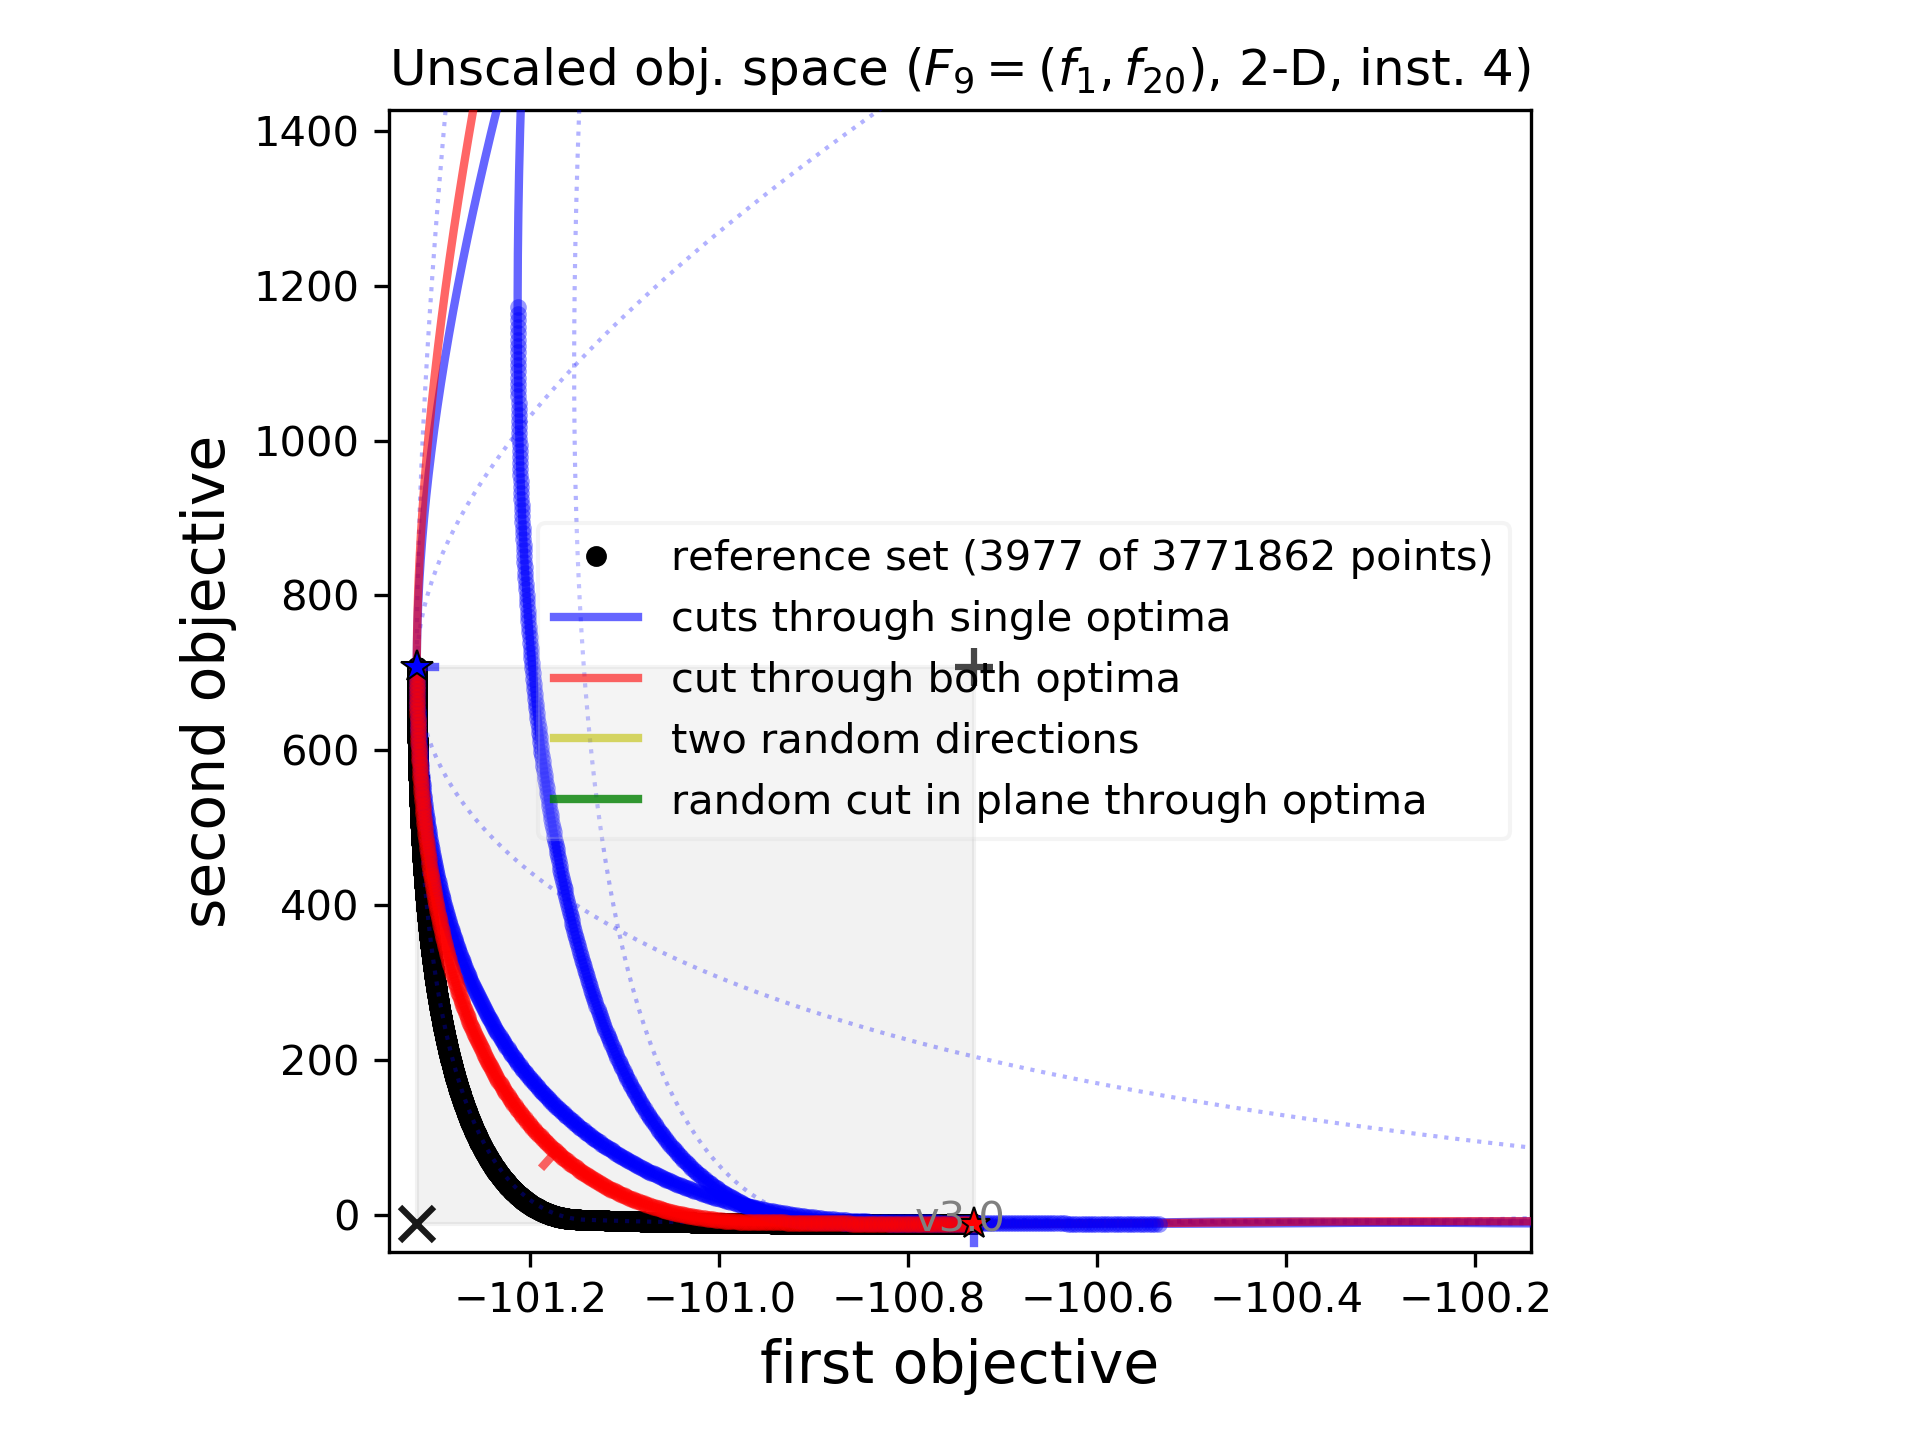 Unscaled obj. space (F₉ = (f₁, f₂₀), 2-D, inst. 4)
1400
1200
1000
800
600
400
200
0
second objective
reference set (3977 of 3771862 points)
cuts through single optima
cut through both optima
two random directions
random cut in plane through optima
v3.0
−101.2 −101.0 −100.8 −100.6 −100.4 −100.2
first objective